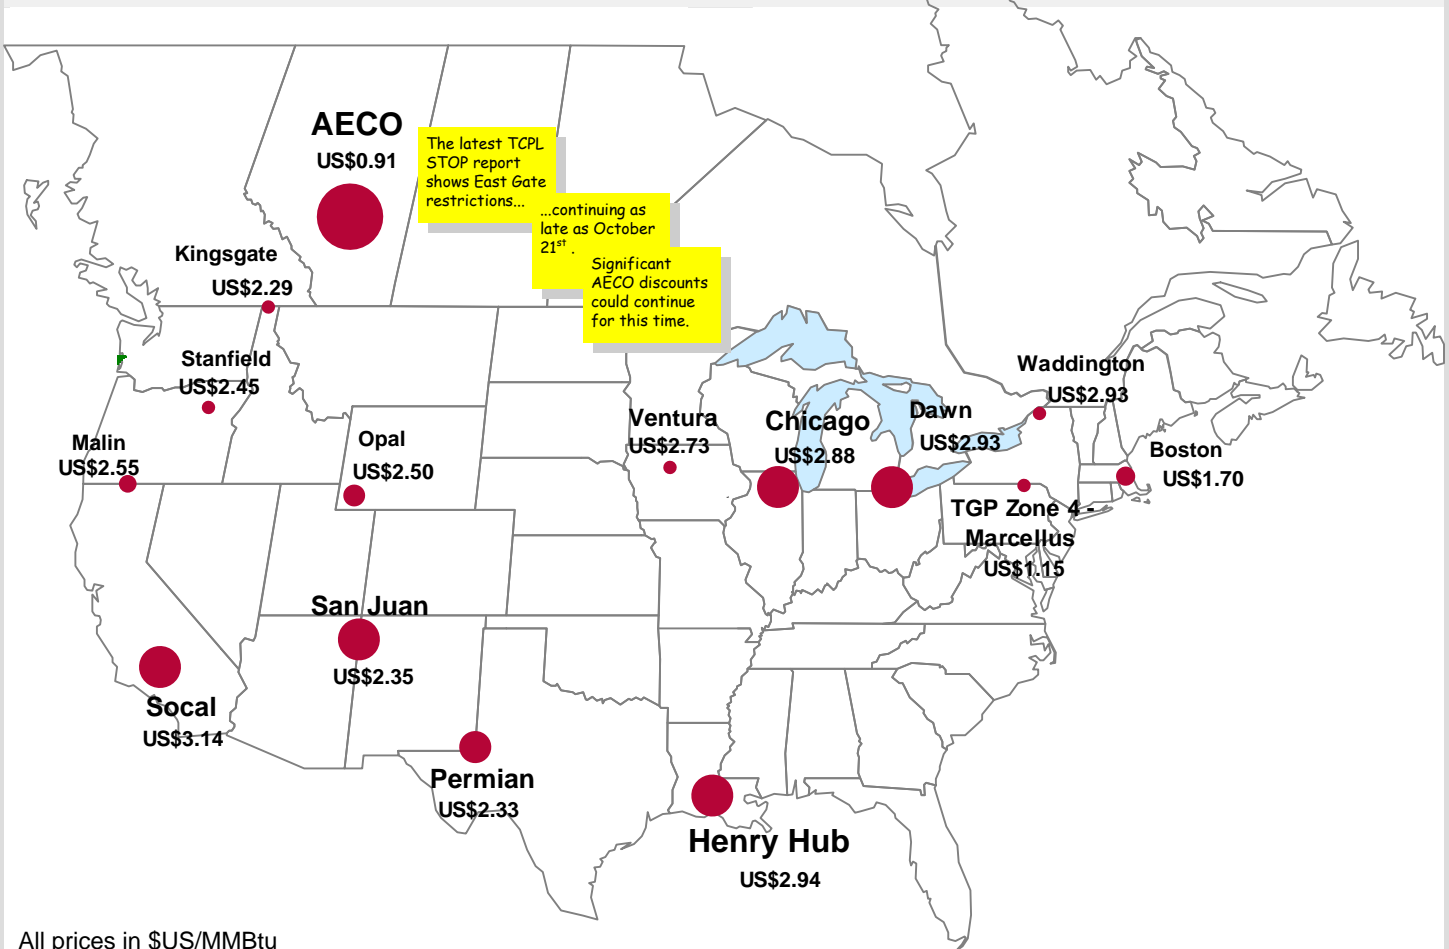 AECO
US$0.91
The latest TCPL
STOP report
shows East Gate
restrictions...
...continuing as
late as October
21st .
Significant
AECO discounts
could continue
for this time.
Kingsgate
US$2.29
Stanfield
US$2.45
Malin
US$2.55
Opal
US$2.50
Ventura
US$2.73
Chicago
US$2.88
Dawn
US$2.93
Waddington
US$2.93
Boston
US$1.70
TGP Zone 4 -
Marcellus
US$1.15
San Juan
US$2.35
Socal
US$3.14
Permian
US$2.33
Henry Hub
US$2.94
All prices in $US/MMBtu